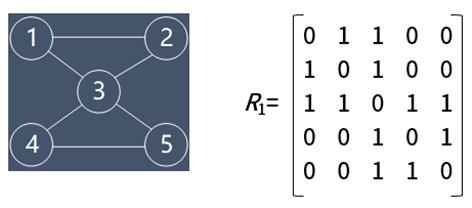 1 2
3
4 5
R₁=
0 1 1 0 0
1 0 1 0 0
1 1 0 1 1
0 0 1 0 1
0 0 1 1 0